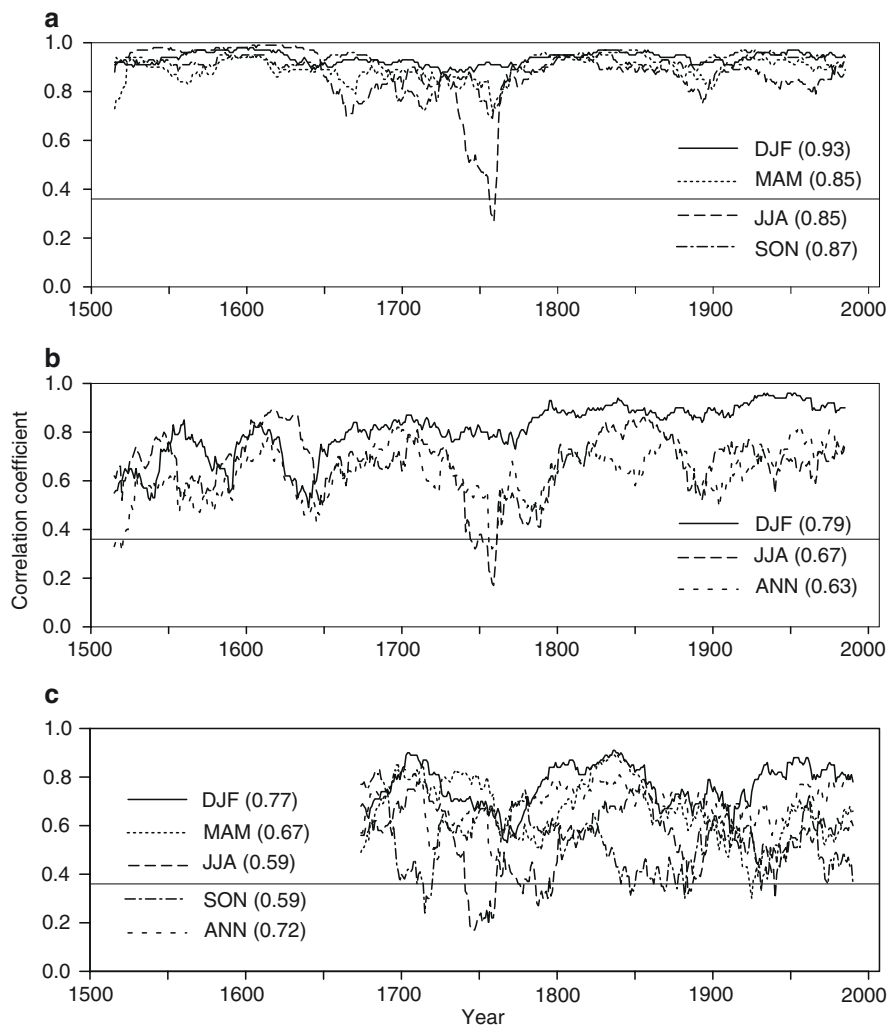 a
1.0
0.8
0.6
0.4
0.2
0.0
DJF (0.93)
MAM (0.85)
JJA (0.85)
SON (0.87)
1500 1600 1700 1800 1900 2000
b
Correlation coefficient
1.0
0.8
0.6
0.4
0.2
0.0
DJF (0.79)
JJA (0.67)
ANN (0.63)
1500 1600 1700 1800 1900 2000
c
1.0
0.8
0.6
0.4
0.2
0.0
DJF (0.77)
MAM (0.67)
JJA (0.59)
SON (0.59)
ANN (0.72)
1500 1600 1700 1800 1900 2000
Year